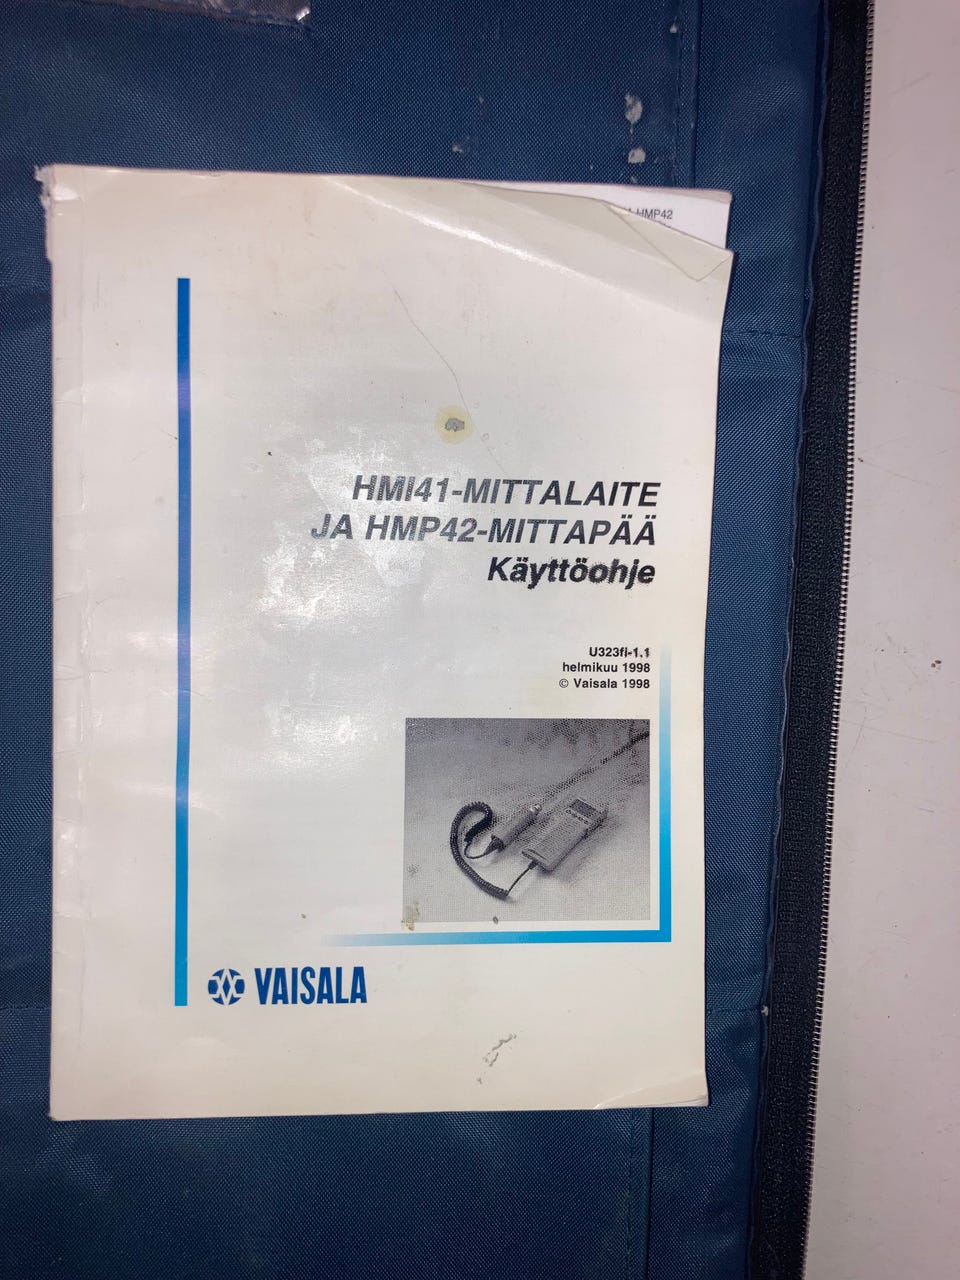 HMP42
HMI41-MITTALAITE
JA HMP42-MITTAPÄÄ
Käyttöohje
U323fi-1.1
helmikuu 1998
© Vaisala 1998
VAISALA